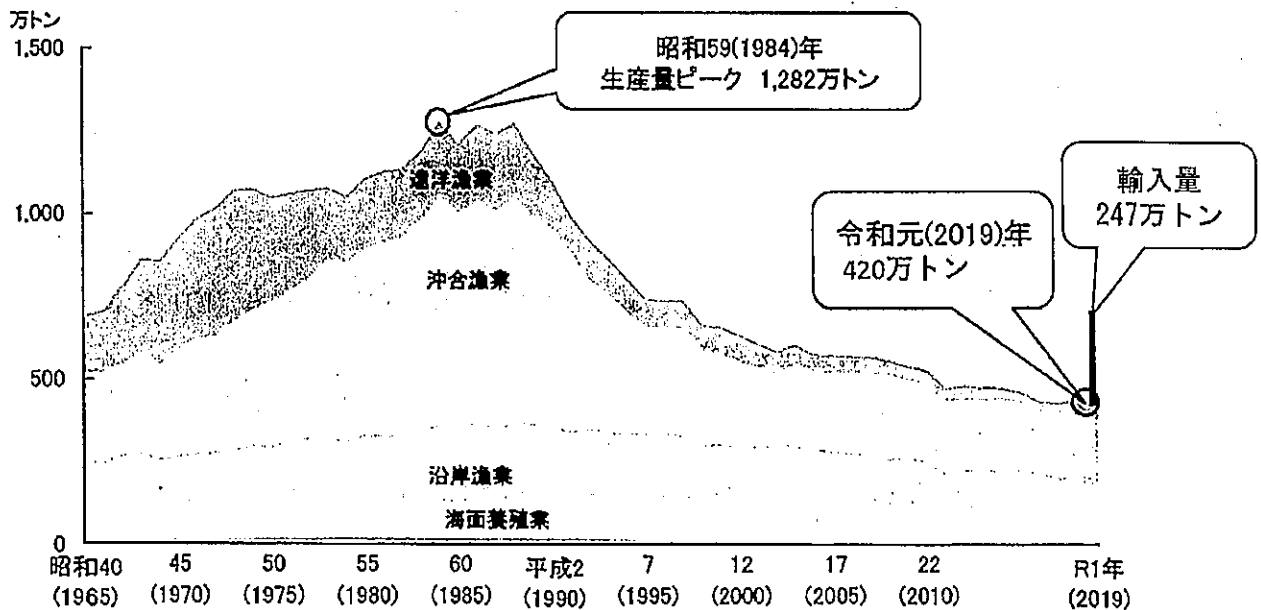 万トン
1,500
昭和59(1984)年
生産量ピーク 1,282万トン
遠洋漁業
輸入量
247万トン
1,000
令和元(2019)年
420万トン
沖合漁業
500
沿岸漁業
海面養殖業
0
昭和40 45 50 55 60 平成2 7 12 17 22 R1年
(1965) (1970) (1975) (1980) (1985) (1990) (1995) (2000) (2005) (2010) (2019)